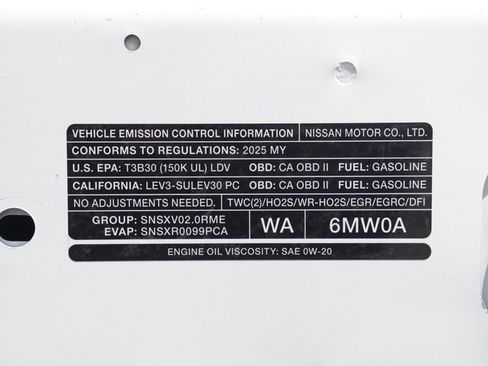 VEHICLE EMISSION CONTROL INFORMATION NISSAN MOTOR CO., LTD.
CONFORMS TO REGULATIONS: 2025 MY
U.S. EPA: T3B30 (150K UL) LDV OBD: CA OBD II FUEL: GASOLINE
CALIFORNIA: LEV3-SULEV30 PC OBD: CA OBD II FUEL: GASOLINE
NO ADJUSTMENTS NEEDED. TWC(2)/HO2S/WR-HO2S/EGR/EGRC/DFI
GROUP: SNSXV02.0RME
EVAP: SNSXR0099PCA
WA
6MW0A
ENGINE OIL VISCOSITY: SAE 0W-20